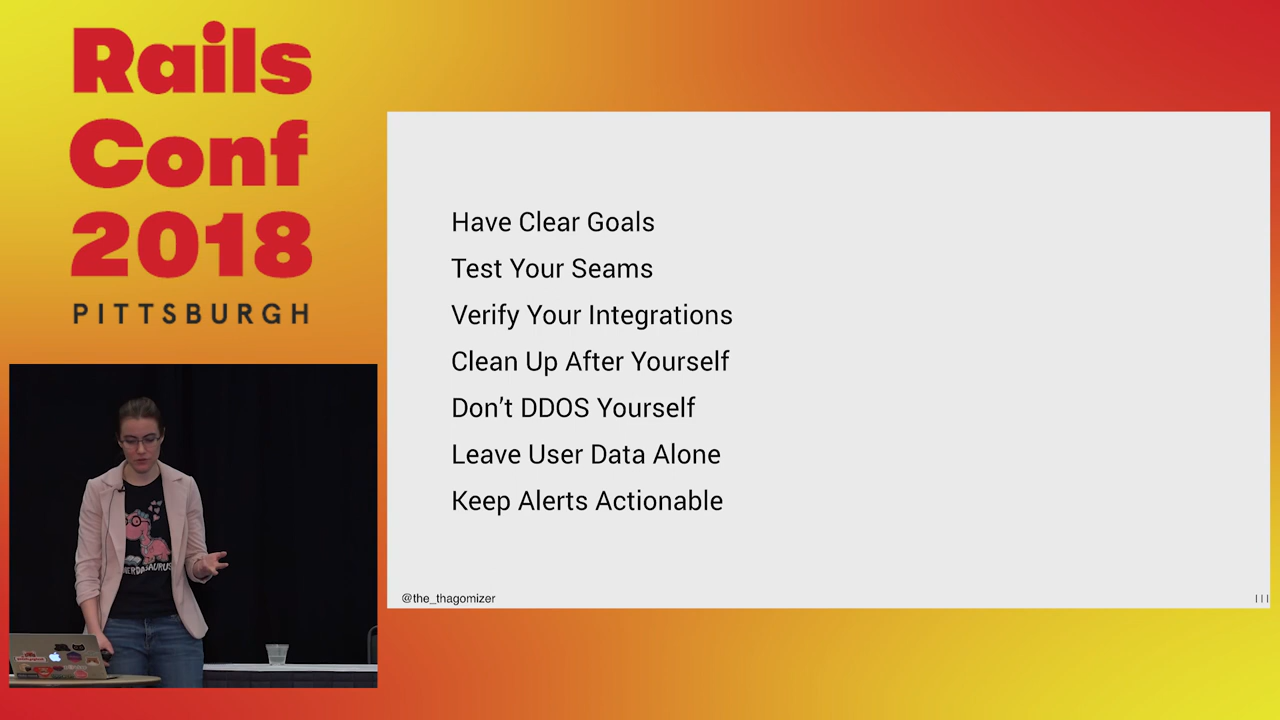 Rails
Conf
2018
PITTSBURGH
Have Clear Goals
Test Your Seams
Verify Your Integrations
Clean Up After Yourself
Don’t DDOS Yourself
Leave User Data Alone
Keep Alerts Actionable
@the_thagomizer
111
NERDASAURUS